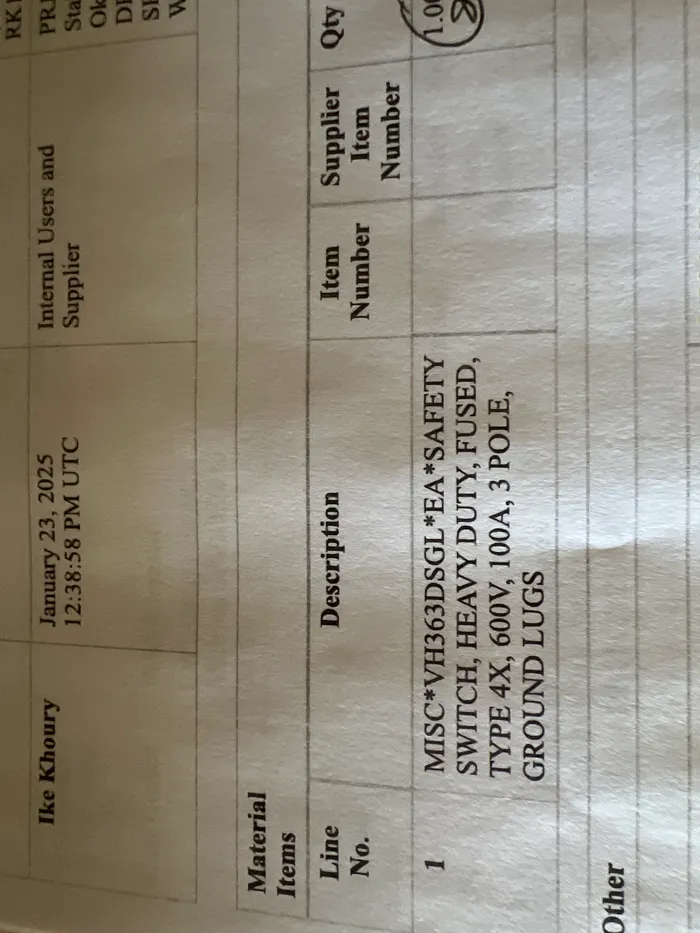 Ike Khoury
January 23, 2025
12:38:58 PM UTC
Internal Users and
Supplier
Material
Items
Line
No.
Description
Item
Number
Supplier
Item
Number
Qty
1
MISC*VH363DSGL*EA*SAFETY
SWITCH, HEAVY DUTY, FUSED,
TYPE 4X, 600V, 100A, 3 POLE,
GROUND LUGS
Other